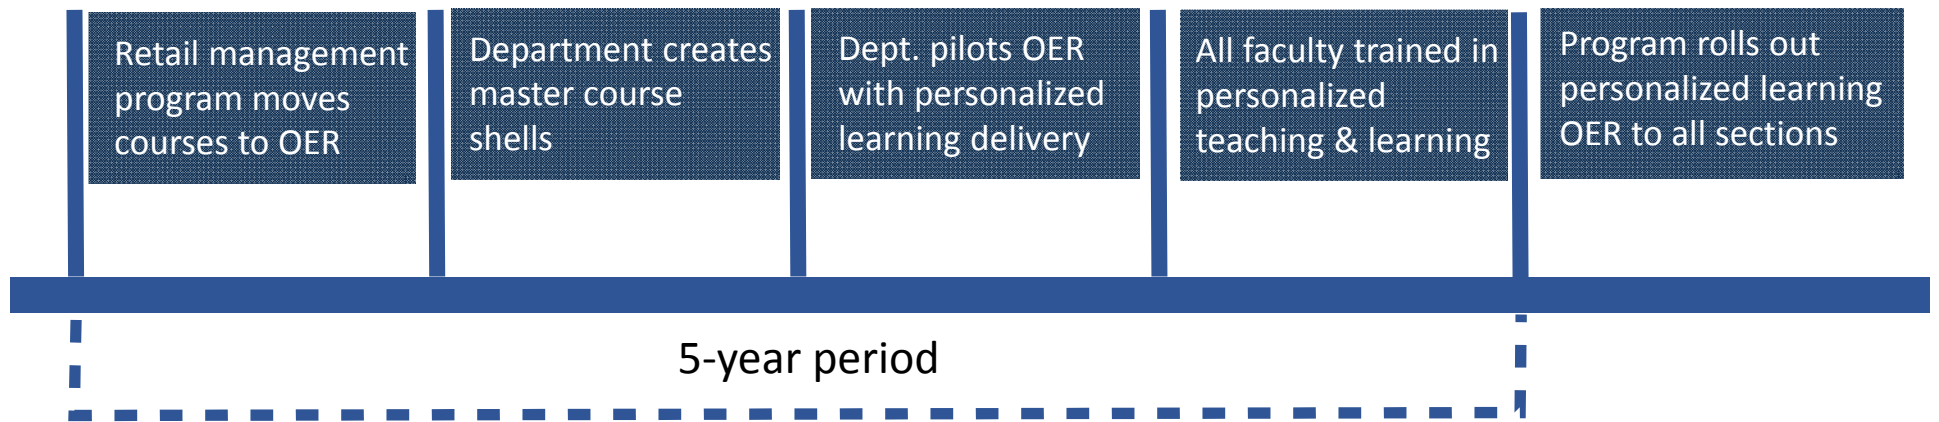 Retail management
program moves
courses to OER
Department creates
master course
shells
Dept. pilots OER
with personalized
learning delivery
All faculty trained in
personalized
teaching & learning
Program rolls out
personalized learning
OER to all sections
5-year period